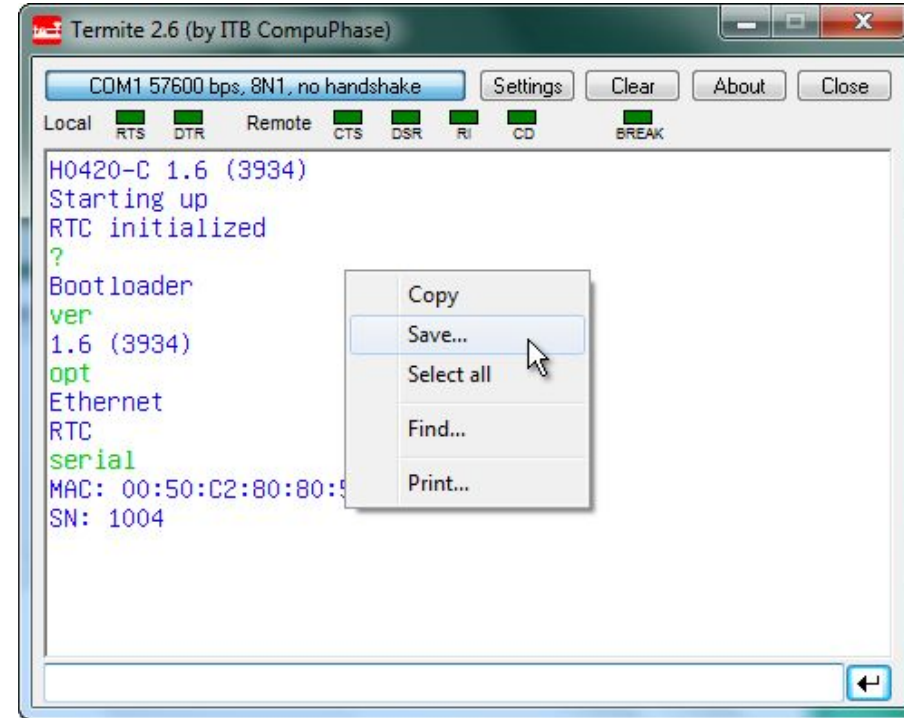 Termite 2.6 (by ITB CompuPhase)
COM1 57600 bps, 8N1, no handshake Settings Clear About Close
Local RTS DTR Remote CTS DSR RI CD BREAK
H0420-C 1.6 (3934)
Starting up
RTC initialized
?
Bootloader
ver
1.6 (3934)
opt
Ethernet
RTC
serial
MAC: 00:50:C2:80:80:
SN: 1004
Copy
Save...
Select all
Find...
Print...